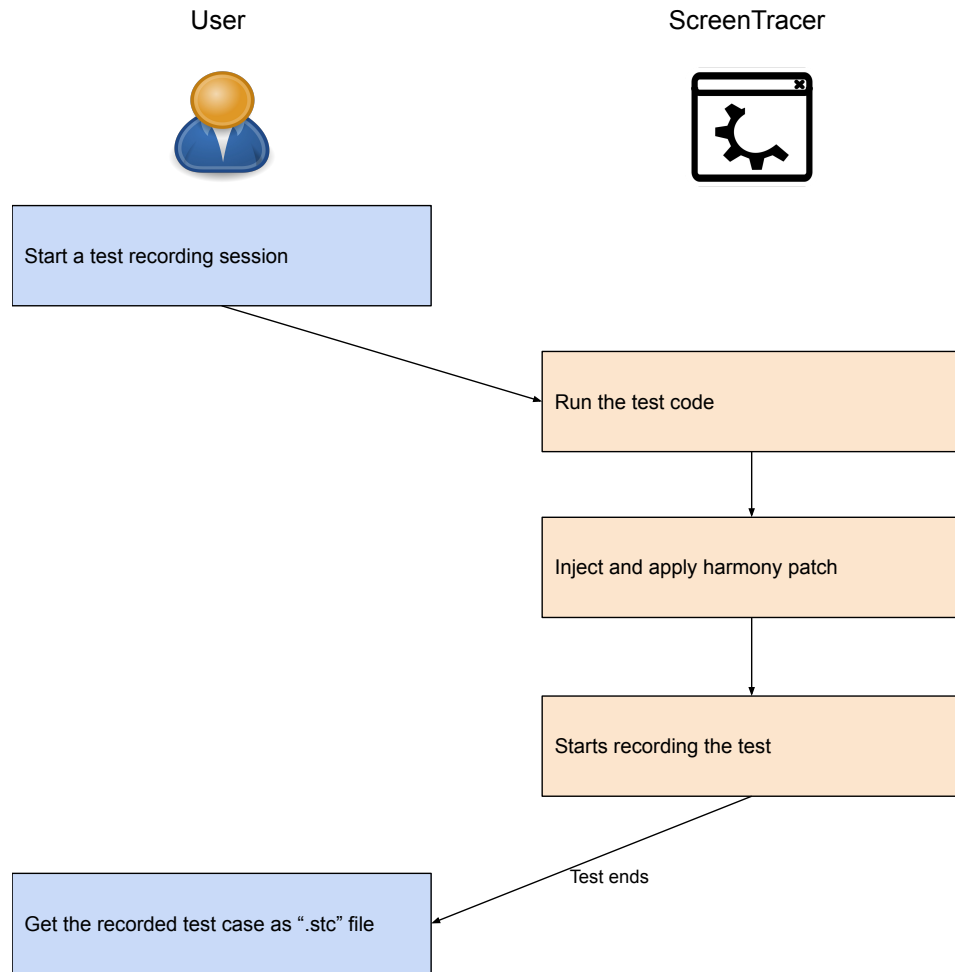 User
ScreenTracer
Start a test recording session
Run the test code
Inject and apply harmony patch
Starts recording the test
Test ends
Get the recorded test case as “.stc” file